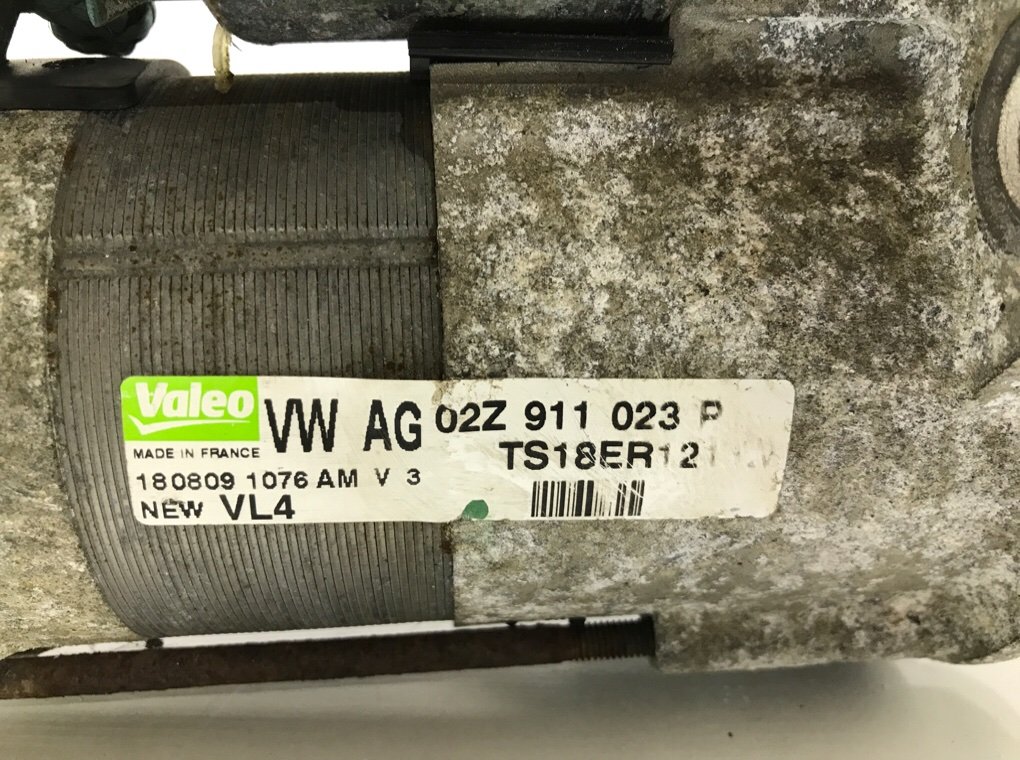 Valeo
MADE IN FRANCE
VW AG 02Z 911 023 P
TS18ER12
180809 1076 AM V 3
NEW VL4